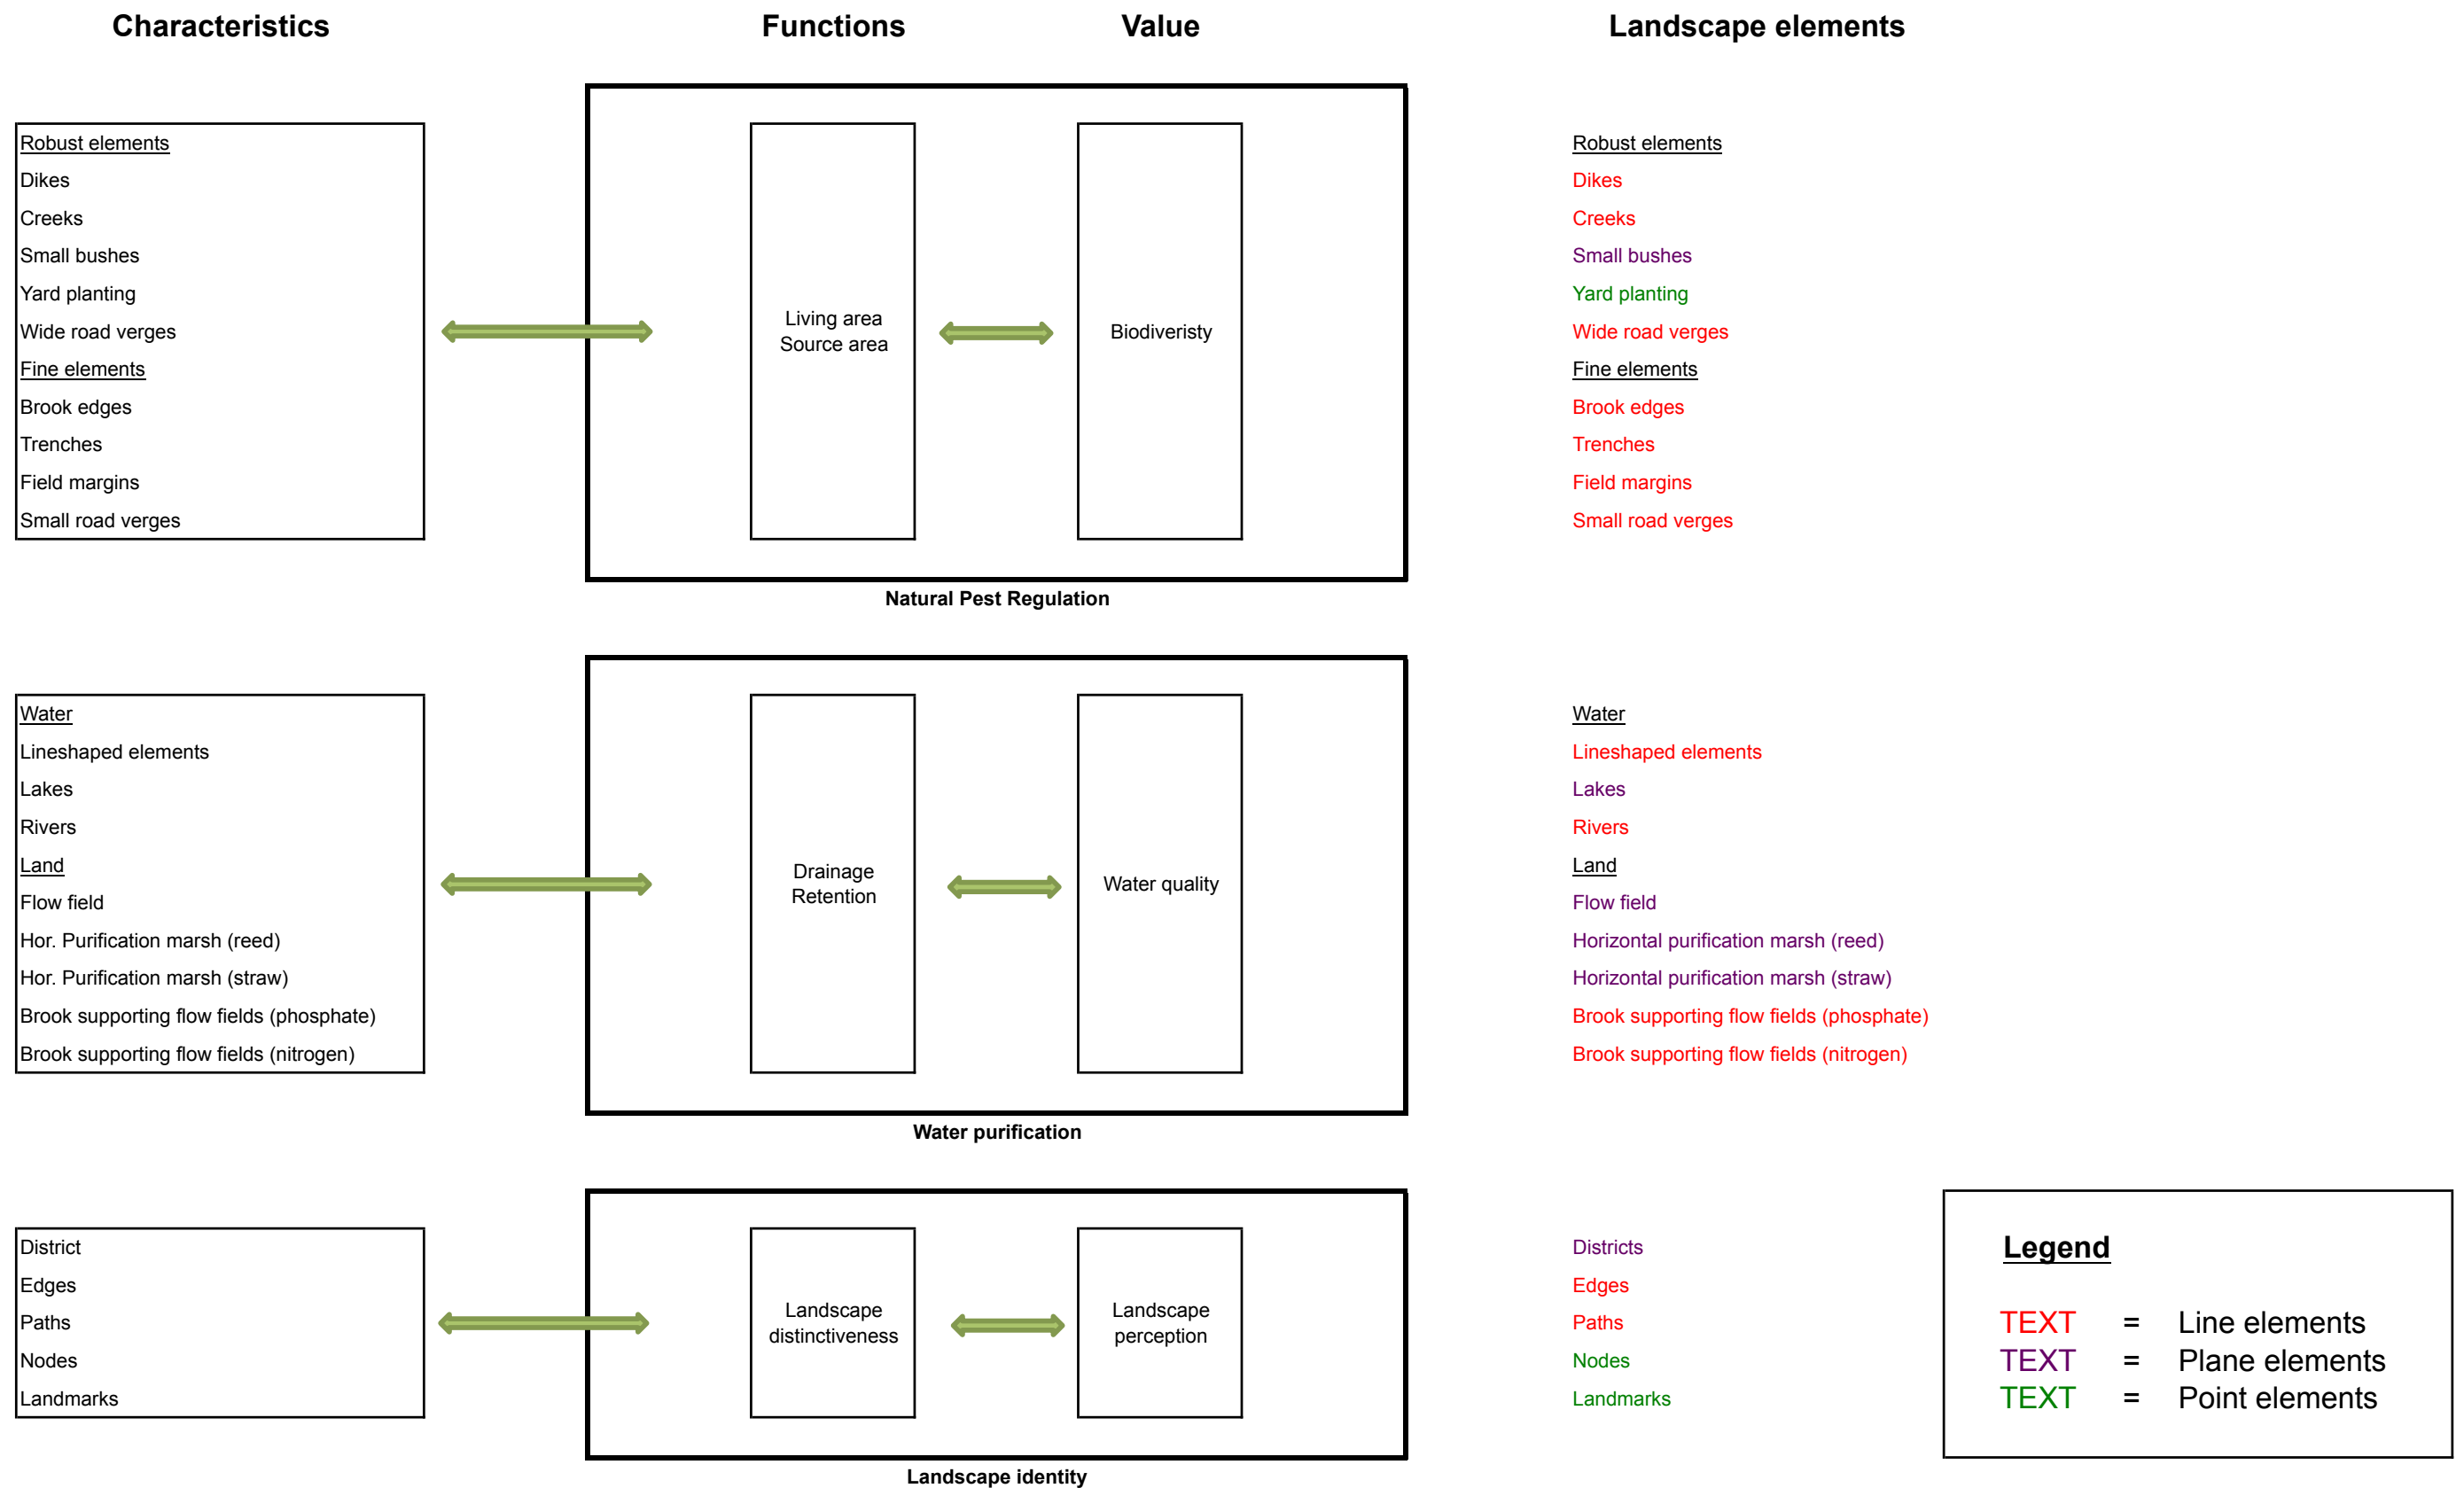 Characteristics
Functions
Value
Landscape elements
Robust elements
Dikes
Creeks
Small bushes
Yard planting
Wide road verges
Fine elements
Brook edges
Trenches
Field margins
Small road verges
Living area
Source area
Biodiveristy
Robust elements
Dikes
Creeks
Small bushes
Yard planting
Wide road verges
Fine elements
Brook edges
Trenches
Field margins
Small road verges
Natural Pest Regulation
Water
Lineshaped elements
Lakes
Rivers
Land
Flow field
Hor. Purification marsh (reed)
Hor. Purification marsh (straw)
Brook supporting flow fields (phosphate)
Brook supporting flow fields (nitrogen)
Drainage
Retention
Water quality
Water
Lineshaped elements
Lakes
Rivers
Land
Flow field
Horizontal purification marsh (reed)
Horizontal purification marsh (straw)
Brook supporting flow fields (phosphate)
Brook supporting flow fields (nitrogen)
Water purification
District
Edges
Paths
Nodes
Landmarks
Landscape
distinctiveness
Landscape
perception
Districts
Edges
Paths
Nodes
Landmarks
Landscape identity
Legend
TEXT = Line elements
TEXT = Plane elements
TEXT = Point elements